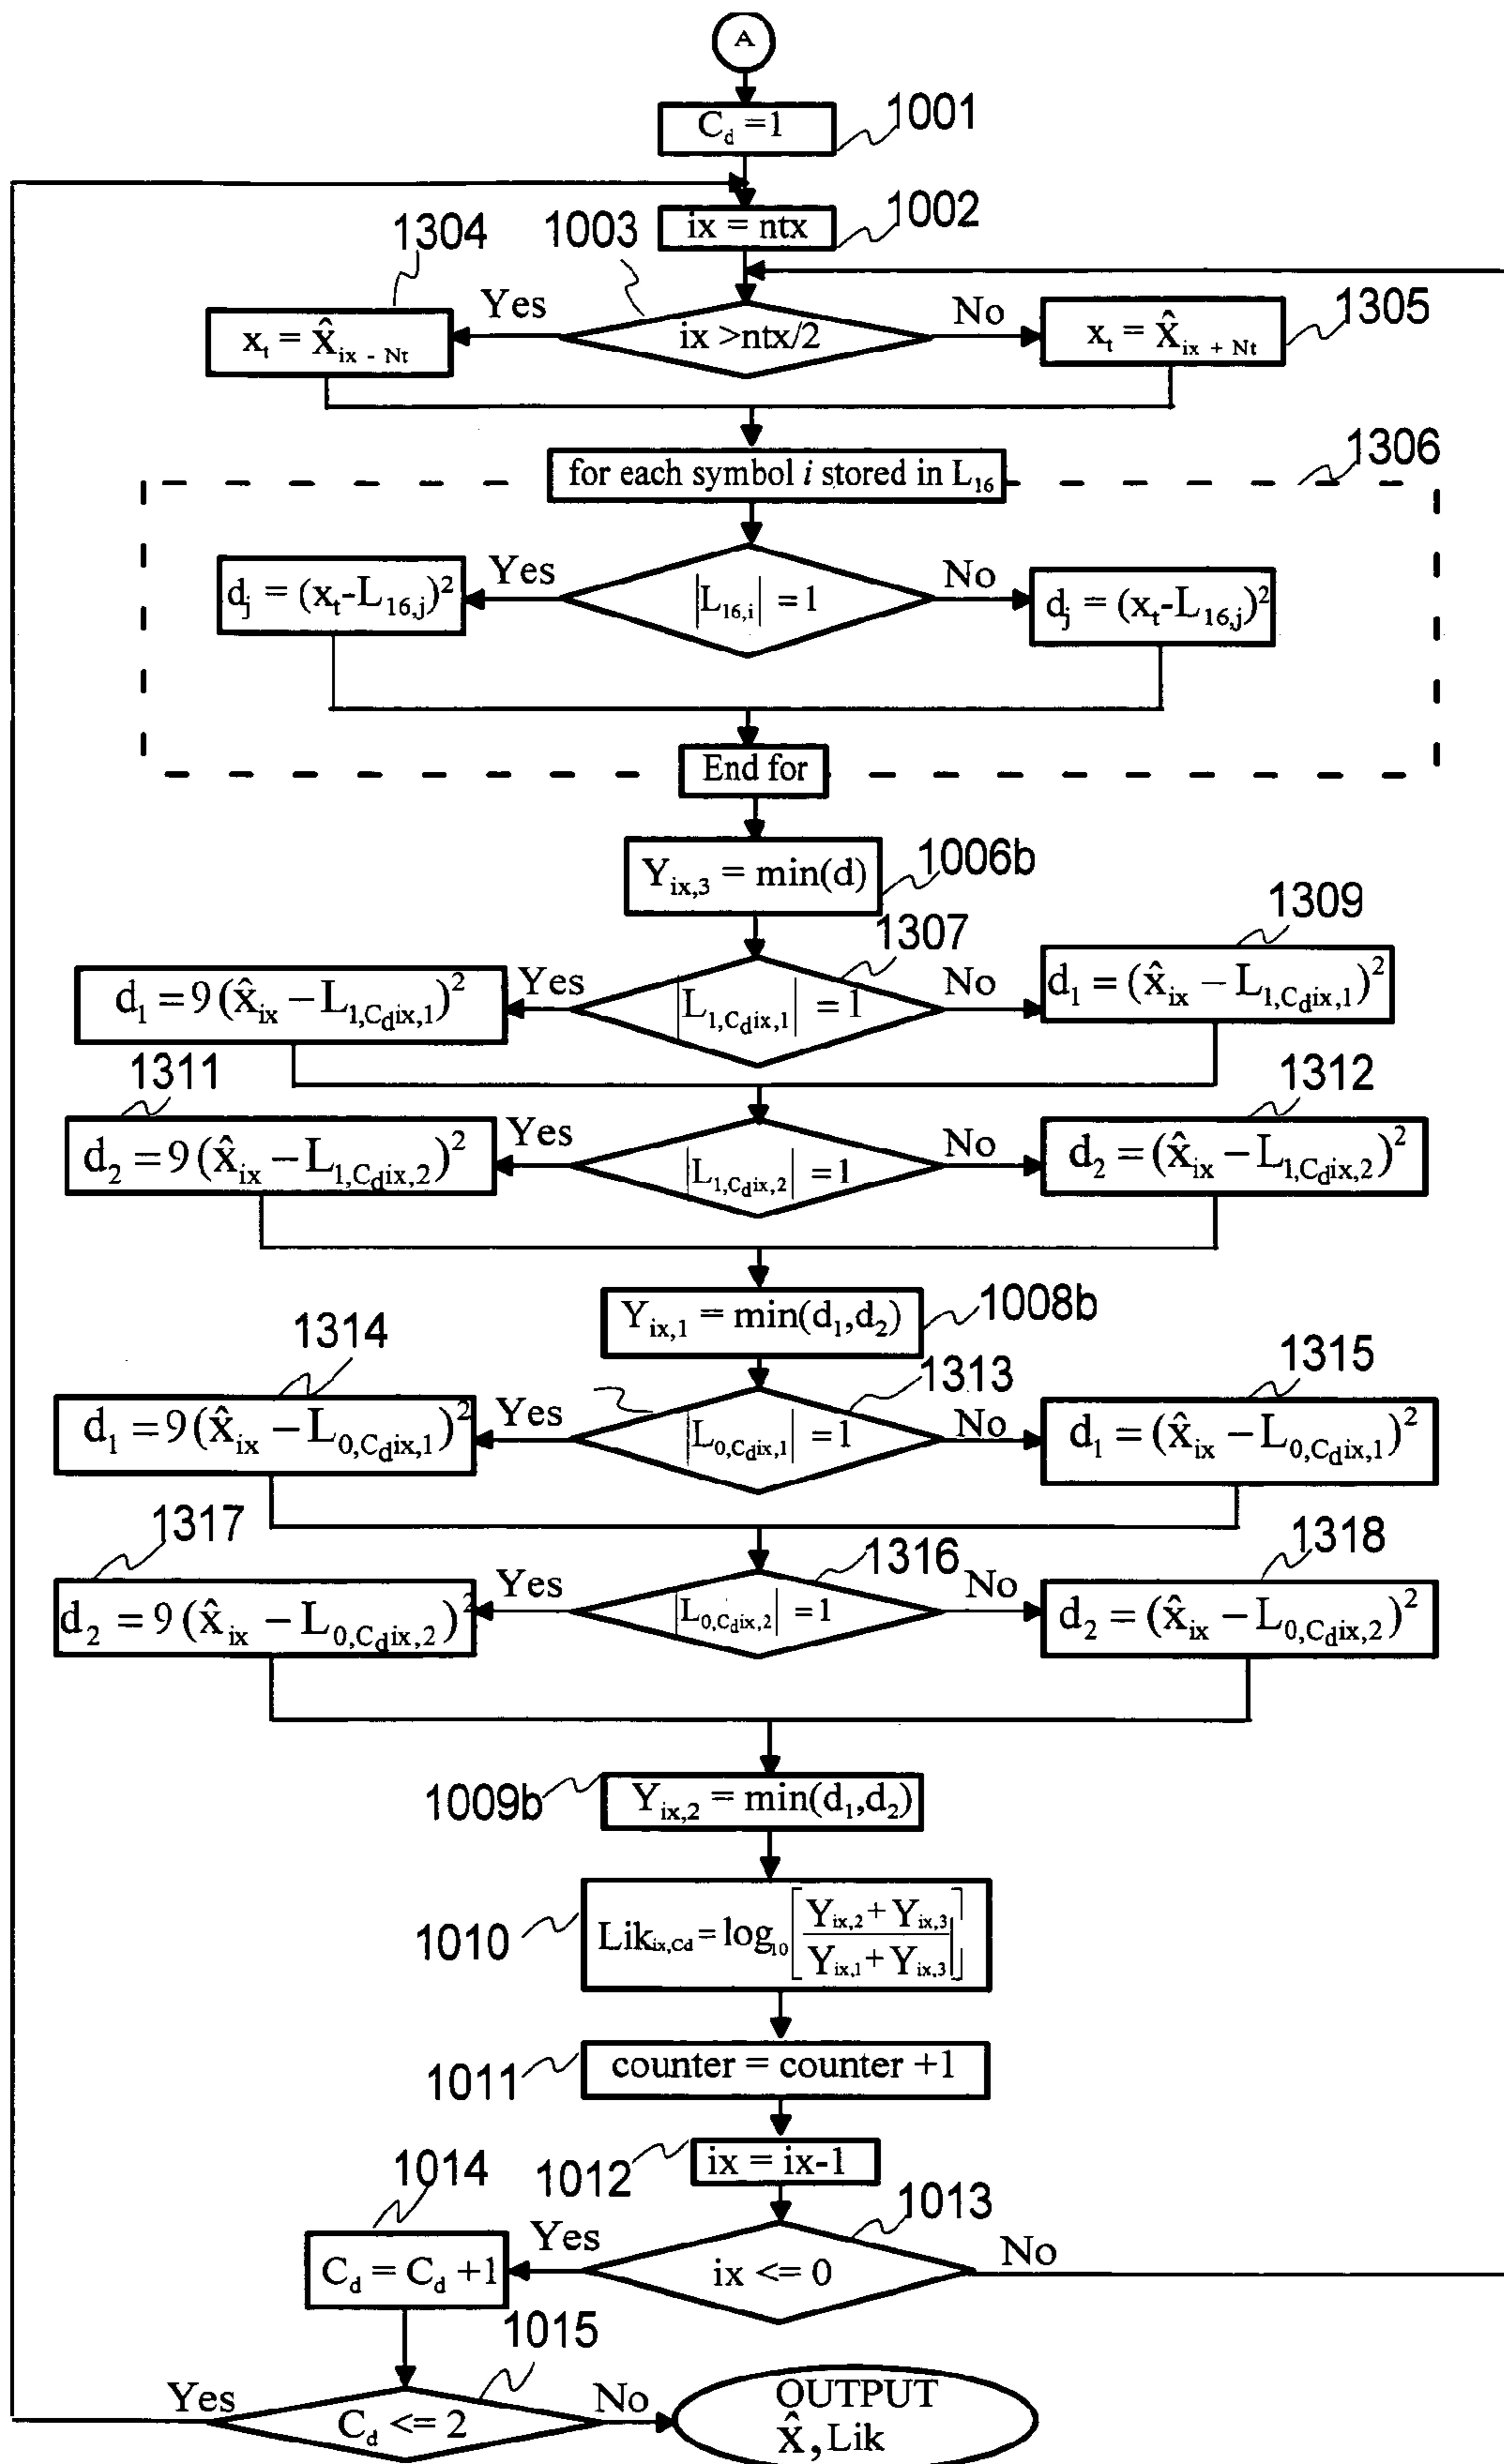 A
C_d =1
1001
ix = ntx
1002
1304
1003
x_t = X̂_ix - Nt
Yes
ix >ntx/2
No
x_t = X̂_ix + Nt
1305
for each symbol i stored in L_16
1306
d_j = (x_t-L_16,j)²
Yes
|L_16,i| = 1
No
d_j = (x_t-L_16,j)²
End for
Y_ix,3 = min(d)
1006b
1307
1309
d_1 = 9 (x̂_ix − L_1,C_d ix,1)²
Yes
|L_1,C_d ix,1| = 1
No
d_1 = (x̂_ix − L_1,C_d ix,1)²
1311
1312
d_2 = 9 (x̂_ix − L_1,C_d ix,2)²
Yes
|L_1,C_d ix,2| = 1
No
d_2 = (x̂_ix − L_1,C_d ix,2)²
Y_ix,1 = min(d_1,d_2)
1008b
1314
1313
1315
d_1 = 9 (x̂_ix − L_0,C_d ix,1)²
Yes
|L_0,C_d ix,1| = 1
No
d_1 = (x̂_ix − L_0,C_d ix,1)²
1317
1316
1318
d_2 = 9 (x̂_ix − L_0,C_d ix,2)²
Yes
|L_0,C_d ix,2| = 1
No
d_2 = (x̂_ix − L_0,C_d ix,2)²
1009b
Y_ix,2 = min(d_1,d_2)
1010
Lik_ix,Cd = log_10 [ (Y_ix,2 + Y_ix,3) / (Y_ix,1 + Y_ix,3) ]
1011
counter = counter +1
1012
ix = ix-1
1014
1013
C_d = C_d +1
Yes
ix <= 0
No
1015
Yes
C_d <= 2
No
OUTPUT
x̂, Lik